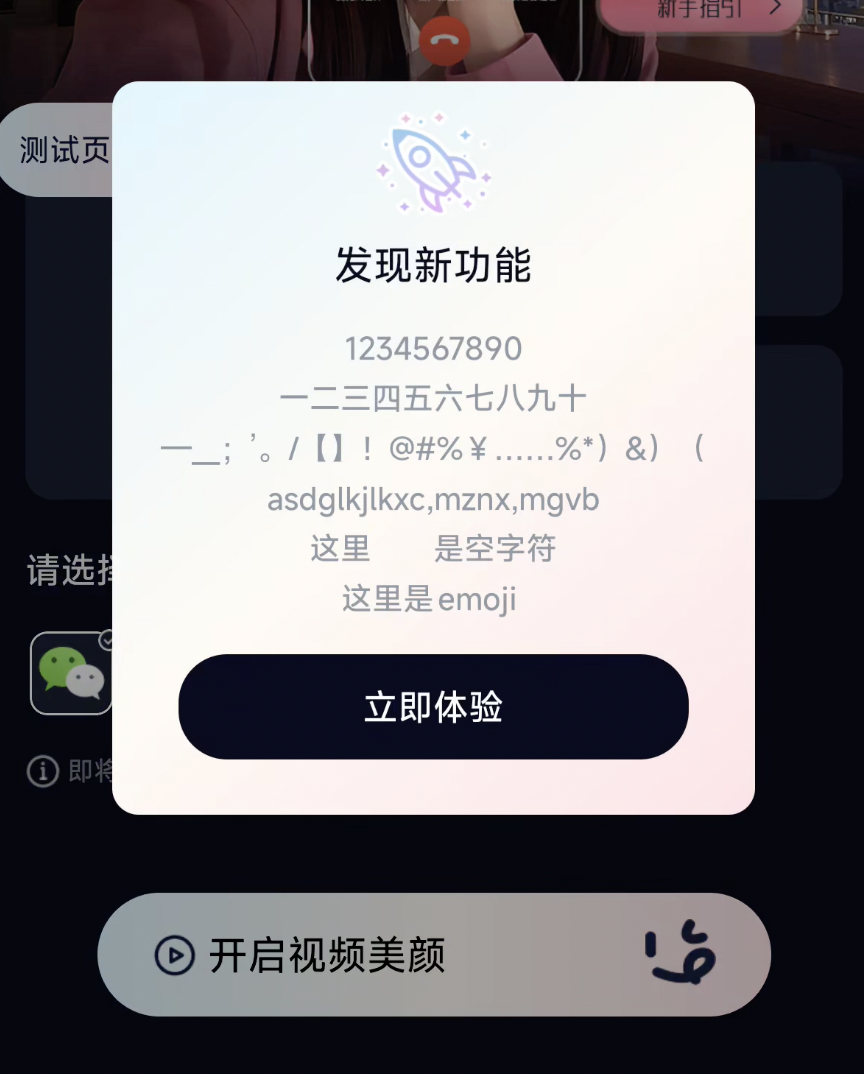 新手指引
测试页
发现新功能
1234567890
一二三四五六七八九十
—__；’。/【】！@#%￥……%*）&）（
asdglkjlkxc,mznx,mgvb
这里　　是空字符
这里是emoji
请选择
立即体验
即将
开启视频美颜